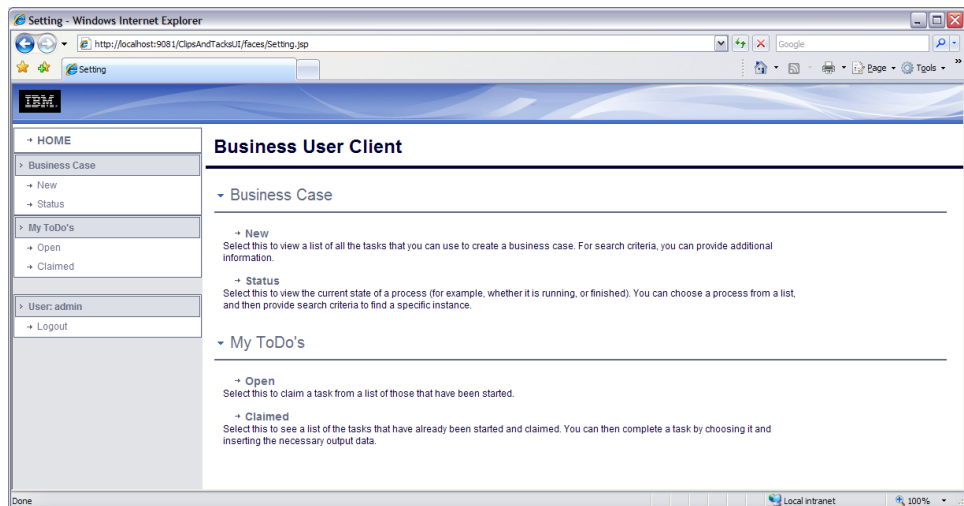 Setting - Windows Internet Explorer
http://localhost:9081/ClipsAndTacksUI/faces/Setting.jsp
Google
Setting
Page
Tools
»
IBM.
HOME
Business Case
New
Status
My ToDo's
Open
Claimed
User: admin
Logout
Business User Client
Business Case
New
Select this to view a list of all the tasks that you can use to create a business case. For search criteria, you can provide additional
information.
Status
Select this to view the current state of a process (for example, whether it is running, or finished). You can choose a process from a list,
and then provide search criteria to find a specific instance.
My ToDo's
Open
Select this to claim a task from a list of those that have been started.
Claimed
Select this to see a list of the tasks that have already been started and claimed. You can then complete a task by choosing it and
inserting the necessary output data.
Done
Local intranet
100%